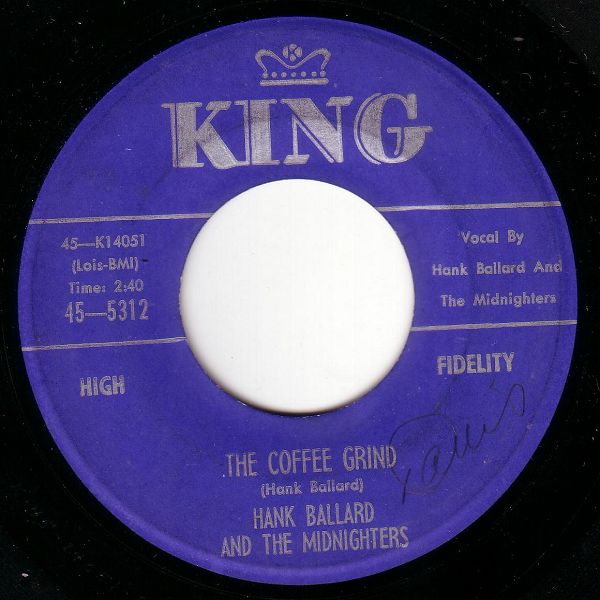 KING
45—K14051
(Lois-BMI)
Time: 2:40
45—5312
Vocal By
Hank Ballard And
The Midnighters
HIGH
FIDELITY
THE COFFEE GRIND
(Hank Ballard)
HANK BALLARD
AND THE MIDNIGHTERS